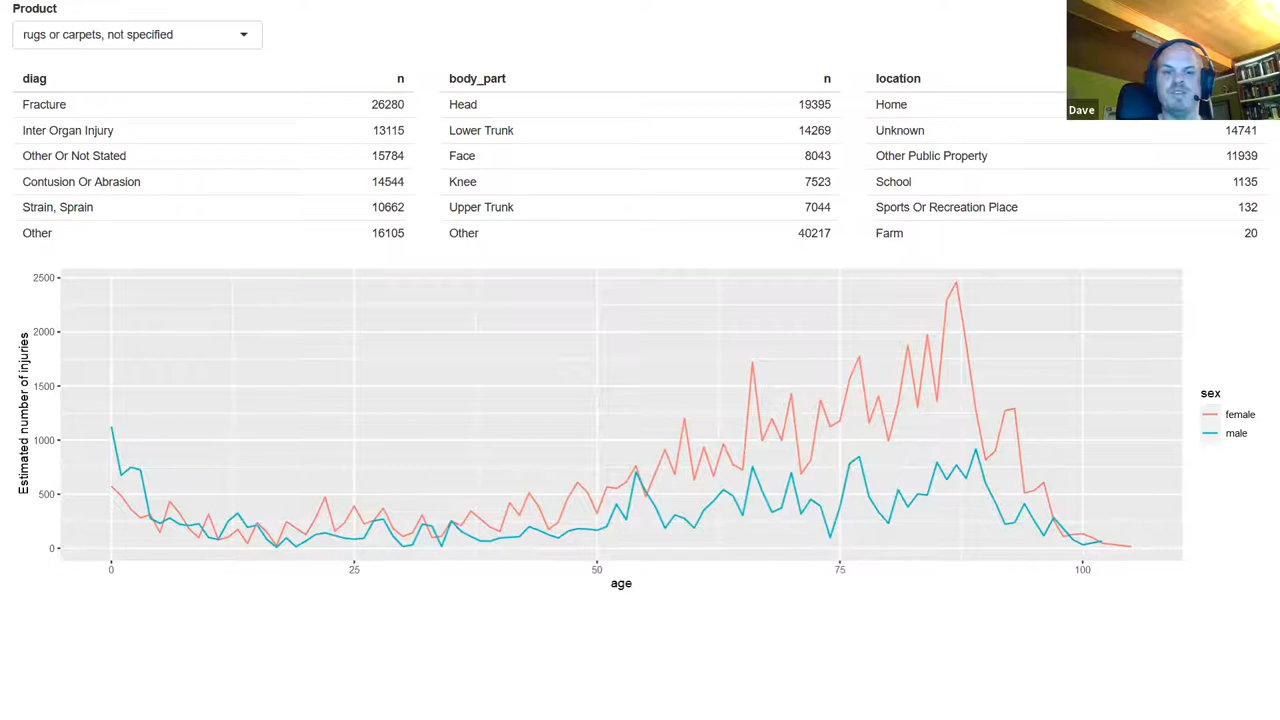 Product
rugs or carpets, not specified
diag n body_part n location
Fracture 26280 Head 19395 Home
Inter Organ Injury 13115 Lower Trunk 14269 Unknown 14741
Other Or Not Stated 15784 Face 8043 Other Public Property 11939
Contusion Or Abrasion 14544 Knee 7523 School 1135
Strain, Sprain 10662 Upper Trunk 7044 Sports Or Recreation Place 132
Other 16105 Other 40217 Farm 20
Dave
2500
2000
1500
1000
500
0
Estimated number of injuries
0 25 50 75 100
age
sex
female
male